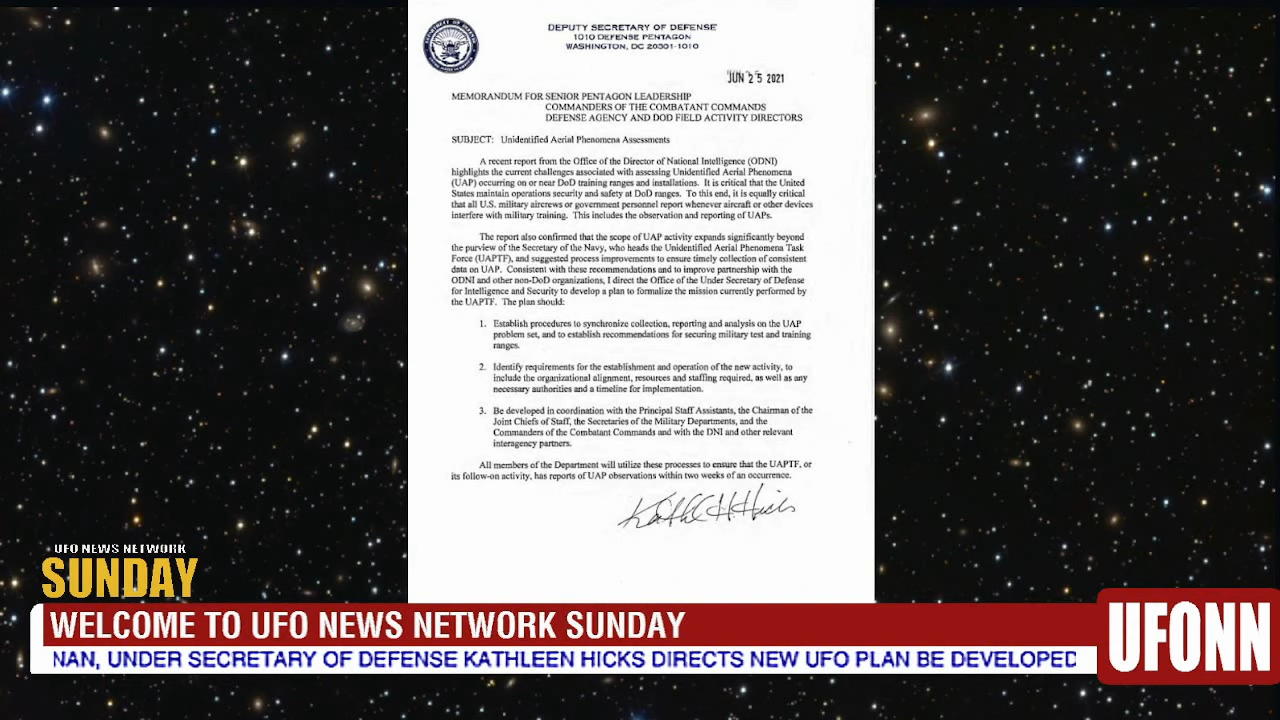 DEPUTY SECRETARY OF DEFENSE
1010 DEFENSE PENTAGON
WASHINGTON, DC 20301-1010
JUN 25 2021
MEMORANDUM FOR SENIOR PENTAGON LEADERSHIP
COMMANDERS OF THE COMBATANT COMMANDS
DEFENSE AGENCY AND DOD FIELD ACTIVITY DIRECTORS
SUBJECT: Unidentified Aerial Phenomena Assessments
A recent report from the Office of the Director of National Intelligence (ODNI)
highlights the current challenges associated with assessing Unidentified Aerial Phenomena
(UAP) occurring on or near DoD training ranges and installations. It is critical that the United
States maintain operations security and safety at DoD ranges. To this end, it is equally critical
that all U.S. military aircrews or government personnel report whenever aircraft or other devices
interfere with military training. This includes the observation and reporting of UAPs.
The report also confirmed that the scope of UAP activity expands significantly beyond
the purview of the Secretary of the Navy, who heads the Unidentified Aerial Phenomena Task
Force (UAPTF), and suggested process improvements to ensure timely collection of consistent
data on UAP. Consistent with these recommendations and to improve partnership with the
ODNI and other non-DoD organizations, I direct the Office of the Under Secretary of Defense
for Intelligence and Security to develop a plan to formalize the mission currently performed by
the UAPTF. The plan should:
1. Establish procedures to synchronize collection, reporting and analysis on the UAP
problem set, and to establish recommendations for securing military test and training
ranges.
2. Identify requirements for the establishment and operation of the new activity, to
include the organizational alignment, resources and staffing required, as well as any
necessary authorities and a timeline for implementation.
3. Be developed in coordination with the Principal Staff Assistants, the Chairman of the
Joint Chiefs of Staff, the Secretaries of the Military Departments, and the
Commanders of the Combatant Commands and with the DNI and other relevant
interagency partners.
All members of the Department will utilize these processes to ensure that the UAPTF, or
its follow-on activity, has reports of UAP observations within two weeks of an occurrence.
Kathl H Hicks
UFO NEWS NETWORK
SUNDAY
WELCOME TO UFO NEWS NETWORK SUNDAY
NAN, UNDER SECRETARY OF DEFENSE KATHLEEN HICKS DIRECTS NEW UFO PLAN BE DEVELOPED
UFONN